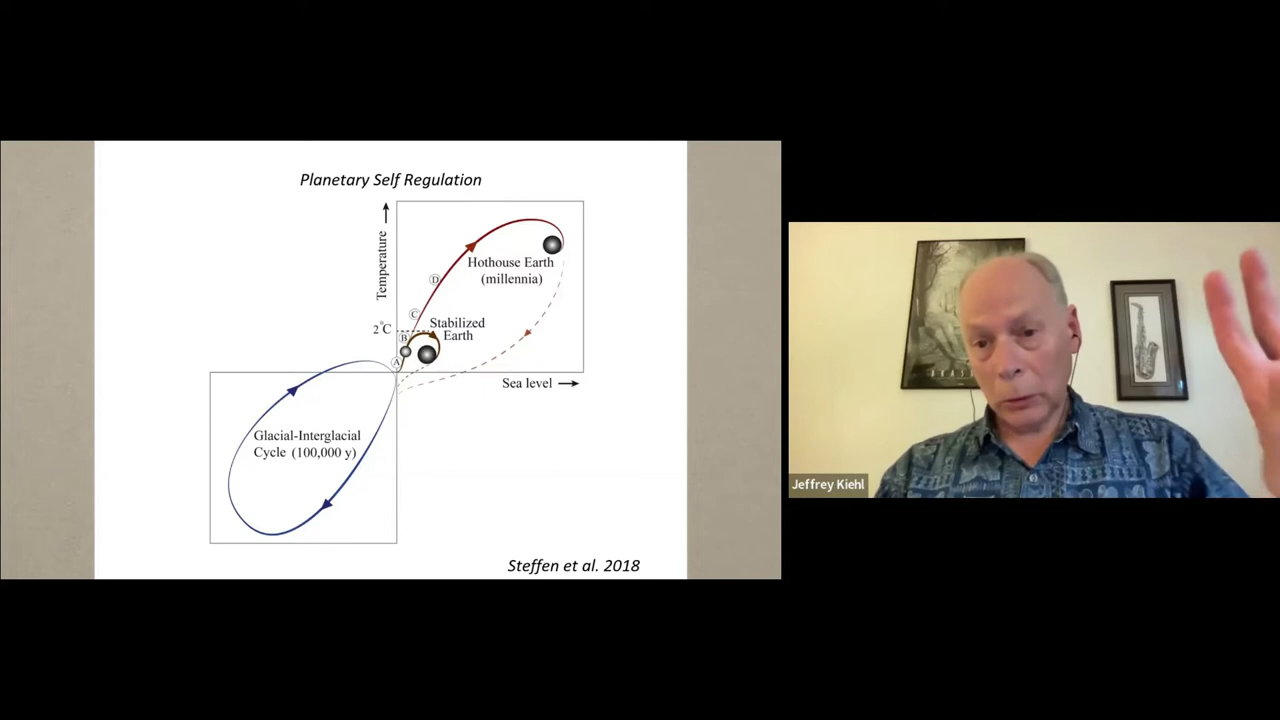 Planetary Self Regulation
Temperature
Hothouse Earth
(millennia)
D
C
2°C
Stabilized
Earth
B
A
Sea level
Glacial-Interglacial
Cycle (100,000 y)
Steffen et al. 2018
Jeffrey Kiehl